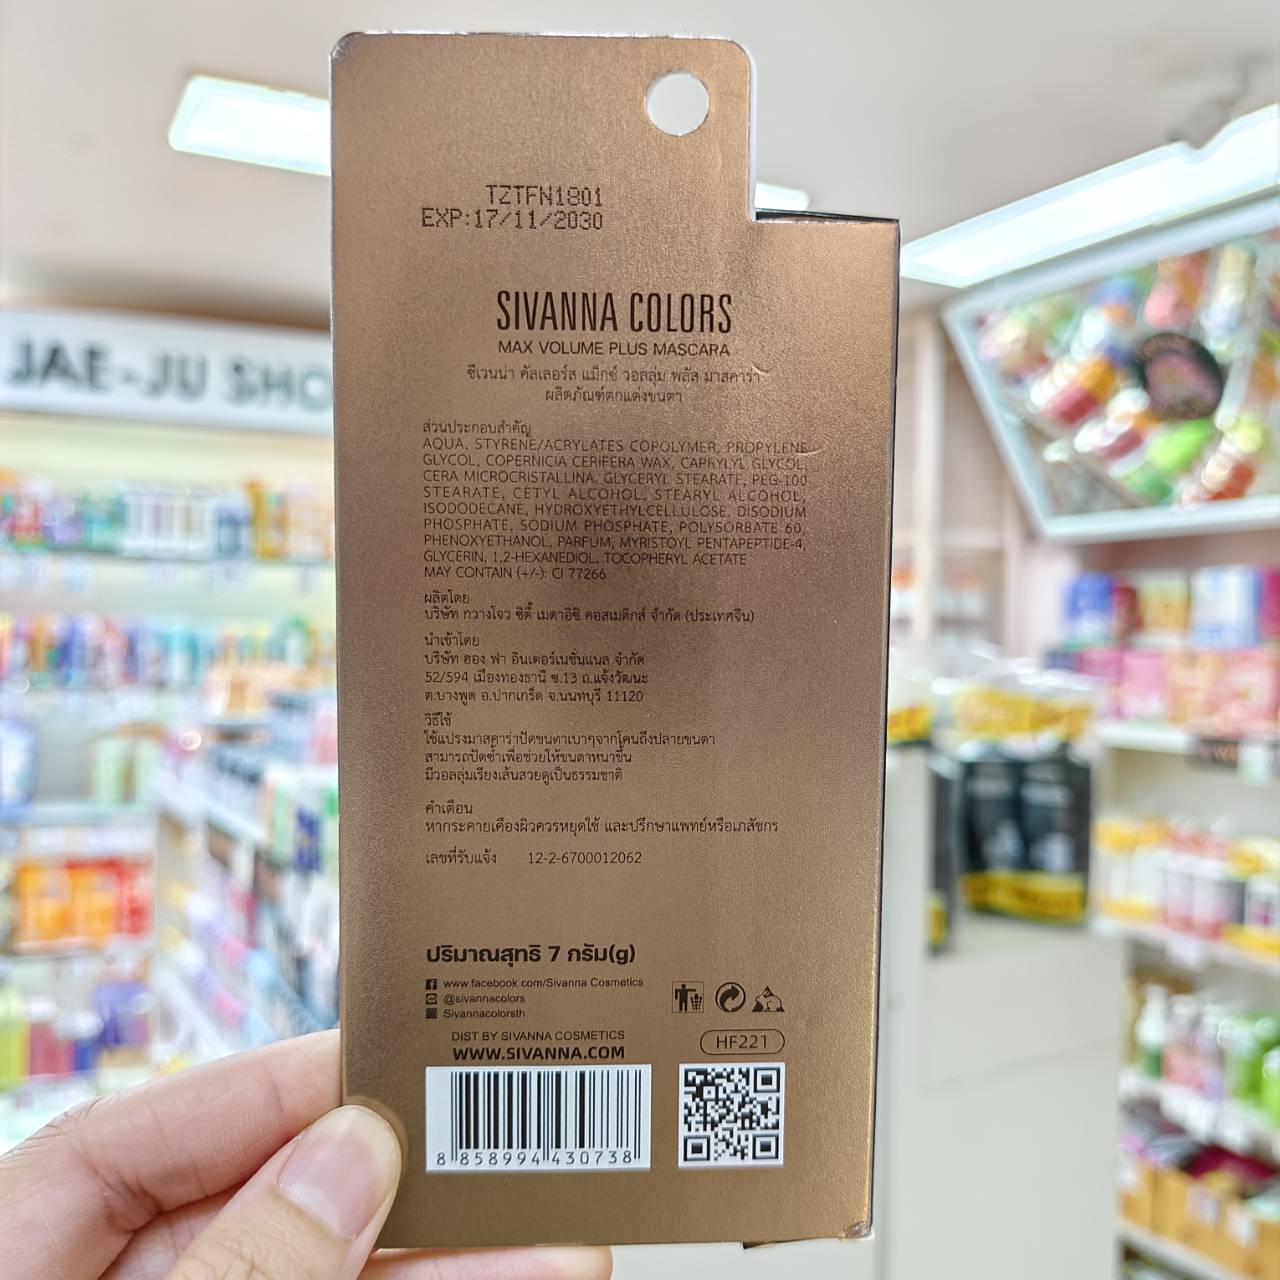 TZTFN1801
EXP:17/11/2030
SIVANNA COLORS
MAX VOLUME PLUS MASCARA
ซีเวนน่า คัลเลอร์ส แม็กซ์ วอลลุ่ม พลัส มาสคาร่า
ผลิตภัณฑ์ตกแต่งขนตา
JAE-JU SHO
ส่วนประกอบสำคัญ
AQUA, STYRENE/ACRYLATES COPOLYMER, PROPYLENE
GLYCOL, COPERNICIA CERIFERA WAX, CAPRYLYL GLYCOL,
CERA MICROCRISTALLINA, GLYCERYL STEARATE, PEG-100
STEARATE, CETYL ALCOHOL, STEARYL ALCOHOL,
ISODODECANE, HYDROXYETHYLCELLULOSE, DISODIUM
PHOSPHATE, SODIUM PHOSPHATE, POLYSORBATE 60,
PHENOXYETHANOL, PARFUM, MYRISTOYL PENTAPEPTIDE-4,
GLYCERIN, 1,2-HEXANEDIOL, TOCOPHERYL ACETATE
MAY CONTAIN (+/-): CI 77266
ผลิตโดย
บริษัท กวางโจว ซิตี้ เมดาอิซิ คอสเมติกส์ จำกัด (ประเทศจีน)
นำเข้าโดย
บริษัท ฮอง ฟา อินเตอร์เนชั่นแนล จำกัด
52/594 เมืองทองธานี ซ.13 ถ.แจ้งวัฒนะ
ต.บางพูด อ.ปากเกร็ด จ.นนทบุรี 11120
วิธีใช้
ใช้แปรงมาสคาร่าปัดขนตาเบาๆจากโคนถึงปลายขนตา
สามารถปัดซ้ำเพื่อช่วยให้ขนตาหนาขึ้น
มีวอลลุ่มเรียงเส้นสวยดูเป็นธรรมชาติ
คำเตือน
หากระคายเคืองผิวควรหยุดใช้ และปรึกษาแพทย์หรือเภสัชกร
เลขที่รับแจ้ง 12-2-6700012062
ปริมาณสุทธิ 7 กรัม(g)
www.facebook.com/Sivanna Cosmetics
@sivannacolors
Sivannacolorsth
DIST BY SIVANNA COSMETICS
WWW.SIVANNA.COM
HF221
8 858994 430738